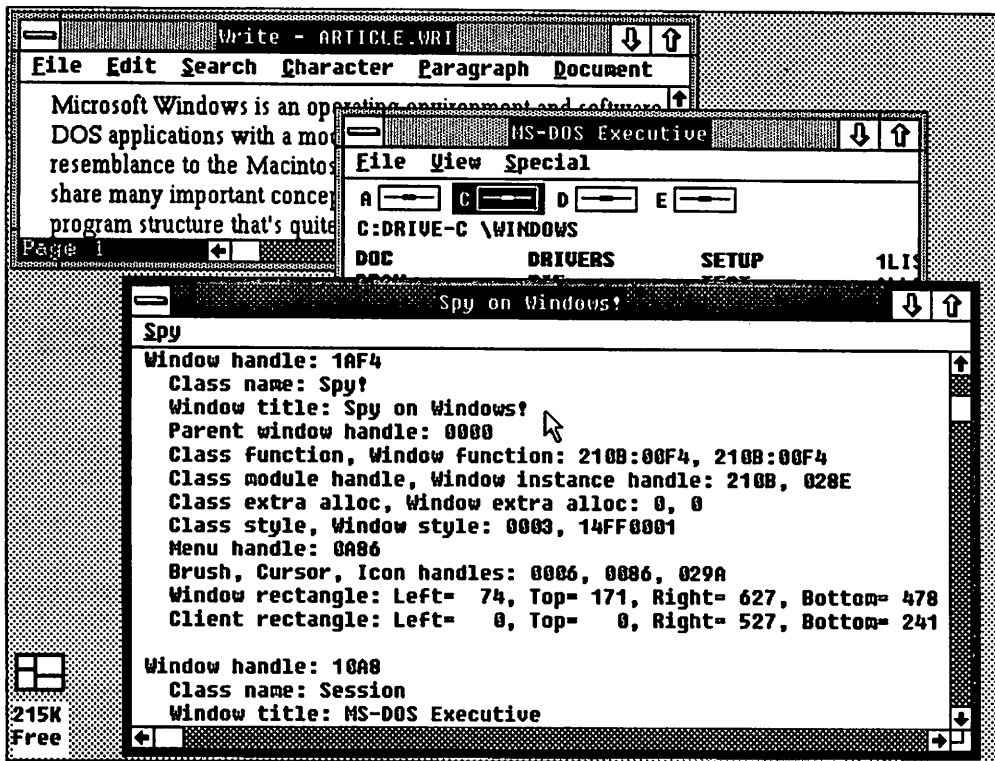 Write - ARTICLE.WRI
File Edit Search Character Paragraph Document
Microsoft Windows is an operating environment and software
DOS applications with a mo
resemblance to the Macintos
share many important concep
program structure that's quite
Page 1
MS-DOS Executive
File View Special
A C D E
C:DRIVE-C \WINDOWS
DOC DRIVERS SETUP 1LIS
Spy on Windows!
Spy
Window handle: 1AF4
Class name: Spy!
Window title: Spy on Windows!
Parent window handle: 0000
Class function, Window function: 210B:00F4, 210B:00F4
Class module handle, Window instance handle: 210B, 028E
Class extra alloc, Window extra alloc: 0, 0
Class style, Window style: 0003, 14FF0001
Menu handle: 0A86
Brush, Cursor, Icon handles: 0006, 0086, 029A
Window rectangle: Left= 74, Top= 171, Right= 627, Bottom= 478
Client rectangle: Left= 0, Top= 0, Right= 527, Bottom= 241
Window handle: 10A8
Class name: Session
Window title: MS-DOS Executive
215K
Free